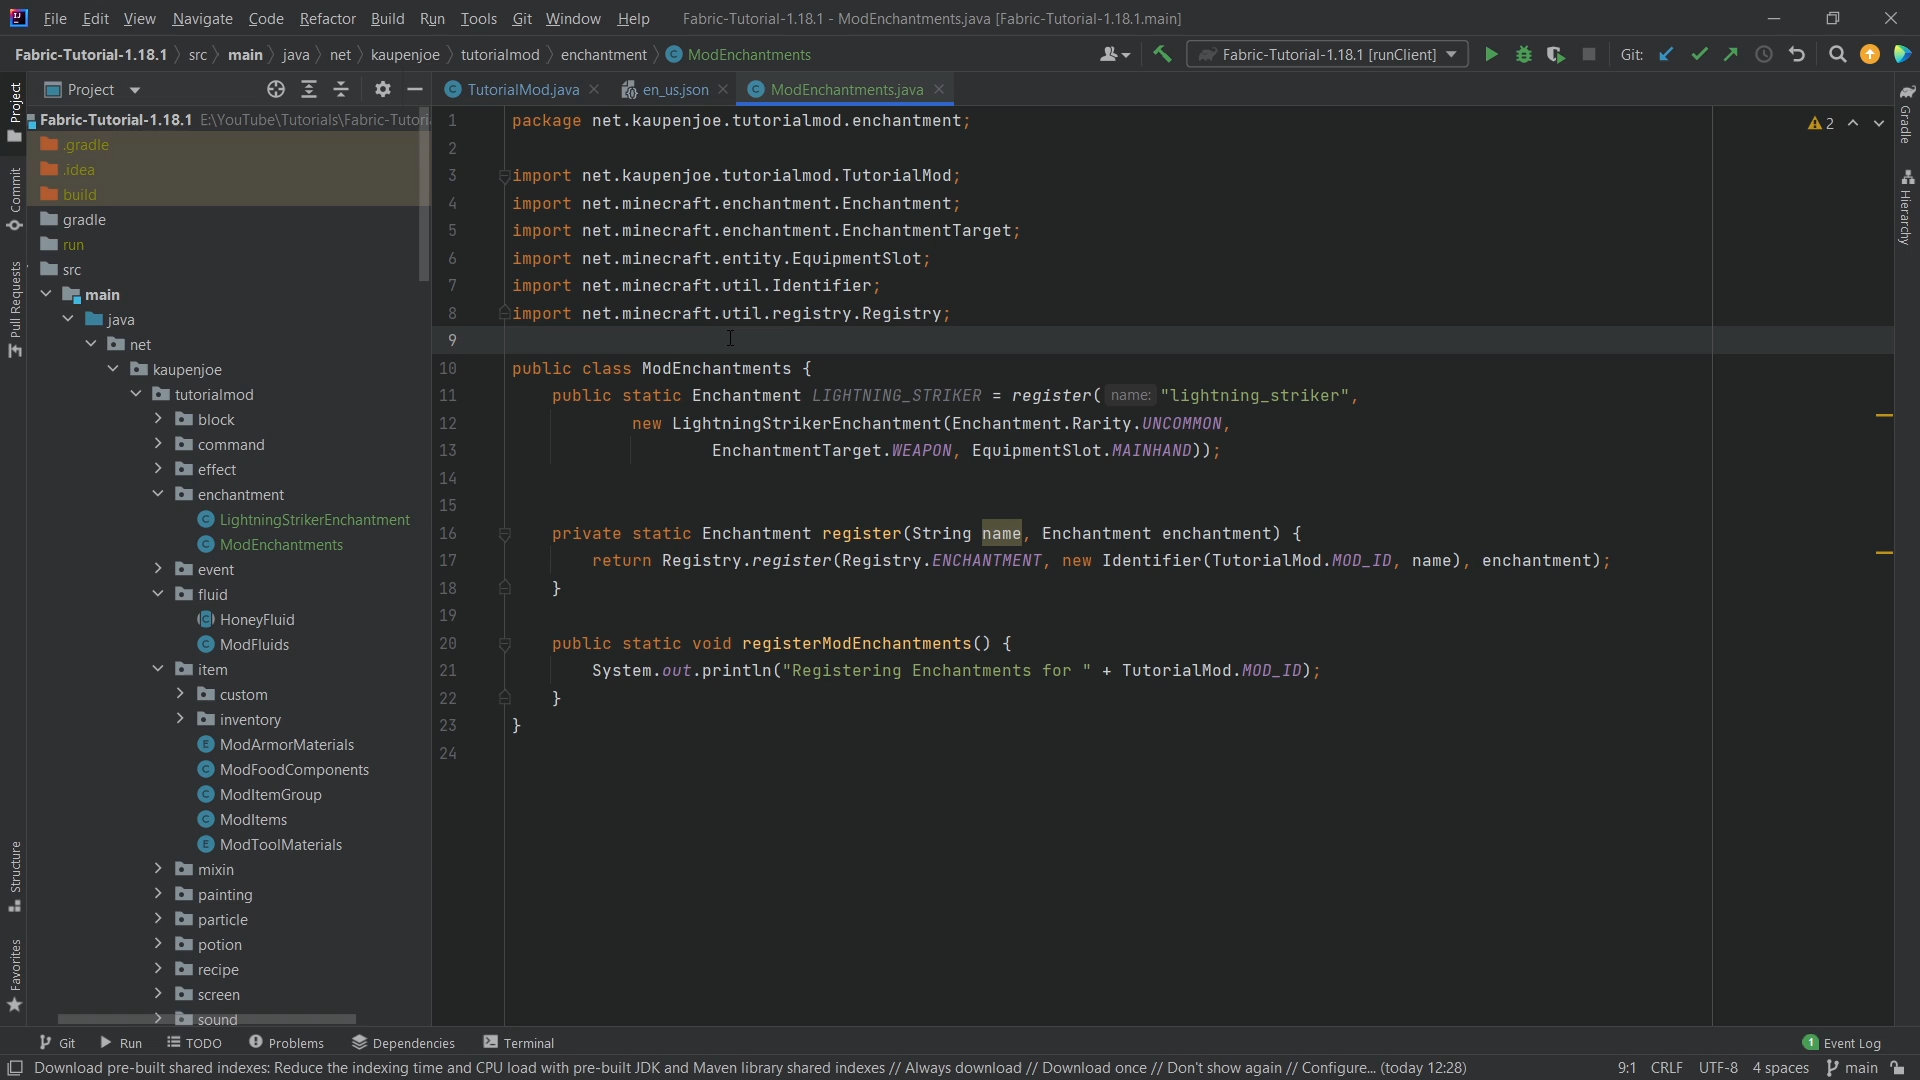 File Edit View Navigate Code Refactor Build Run Tools Git Window Help Fabric-Tutorial-1.18.1 - ModEnchantments.java [Fabric-Tutorial-1.18.1.main]
Fabric-Tutorial-1.18.1 src main java net kaupenjoe tutorialmod enchantment ModEnchantments Fabric-Tutorial-1.18.1 [runClient] Git:
Project
TutorialMod.java en_us.json ModEnchantments.java
Fabric-Tutorial-1.18.1 E:\YouTube\Tutorials\Fabric-Tutori
.gradle
.idea
build
gradle
run
src
main
java
net
kaupenjoe
tutorialmod
block
command
effect
enchantment
LightningStrikerEnchantment
ModEnchantments
event
fluid
HoneyFluid
ModFluids
item
custom
inventory
ModArmorMaterials
ModFoodComponents
ModItemGroup
ModItems
ModToolMaterials
mixin
painting
particle
potion
recipe
screen
sound
Project
Commit
Pull Requests
Structure
Favorites
1 package net.kaupenjoe.tutorialmod.enchantment;
2
3 import net.kaupenjoe.tutorialmod.TutorialMod;
4 import net.minecraft.enchantment.Enchantment;
5 import net.minecraft.enchantment.EnchantmentTarget;
6 import net.minecraft.entity.EquipmentSlot;
7 import net.minecraft.util.Identifier;
8 import net.minecraft.util.registry.Registry;
9
10 public class ModEnchantments {
11 public static Enchantment LIGHTNING_STRIKER = register( name: "lightning_striker",
12 new LightningStrikerEnchantment(Enchantment.Rarity.UNCOMMON,
13 EnchantmentTarget.WEAPON, EquipmentSlot.MAINHAND));
14
15
16 private static Enchantment register(String name, Enchantment enchantment) {
17 return Registry.register(Registry.ENCHANTMENT, new Identifier(TutorialMod.MOD_ID, name), enchantment);
18 }
19
20 public static void registerModEnchantments() {
21 System.out.println("Registering Enchantments for " + TutorialMod.MOD_ID);
22 }
23 }
24
2
Gradle
Hierarchy
Git Run TODO Problems Dependencies Terminal 1 Event Log
Download pre-built shared indexes: Reduce the indexing time and CPU load with pre-built JDK and Maven library shared indexes // Always download // Download once // Don't show again // Configure... (today 12:28) 9:1 CRLF UTF-8 4 spaces main